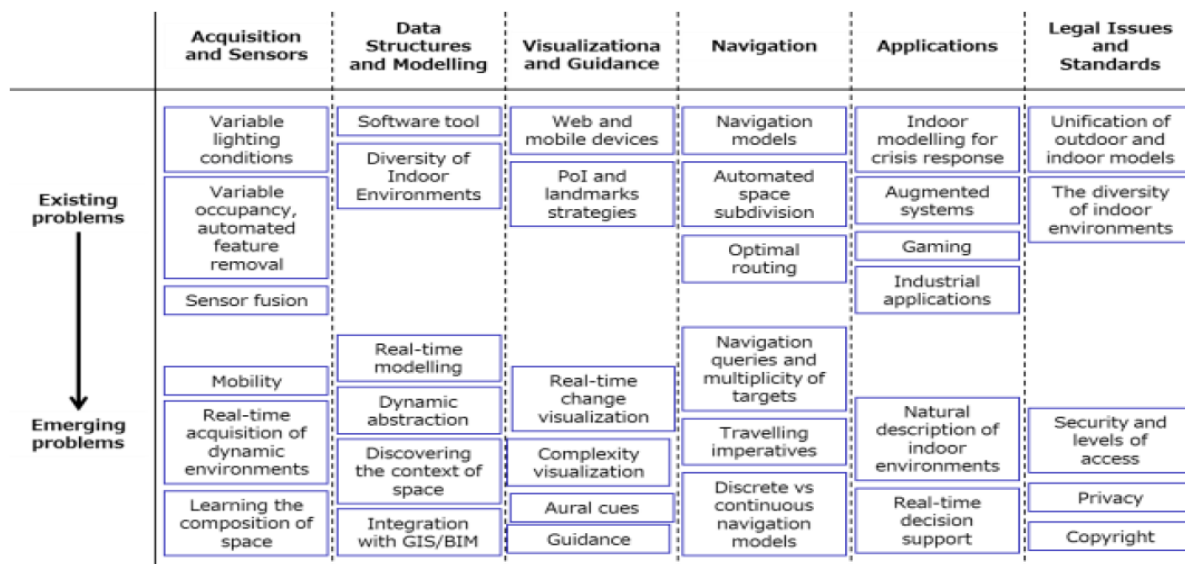 Acquisition
and Sensors
Data
Structures
and Modelling
Visualizationa
and Guidance
Navigation
Applications
Legal Issues
and
Standards
Existing
problems
Emerging
problems
Variable
lighting
conditions
Variable
occupancy,
automated
feature
removal
Sensor fusion
Mobility
Real-time
acquisition of
dynamic
environments
Learning the
composition of
space
Software tool
Diversity of
Indoor
Environments
Real-time
modelling
Dynamic
abstraction
Discovering
the context of
space
Integration
with GIS/BIM
Web and
mobile devices
PoI and
landmarks
strategies
Real-time
change
visualization
Complexity
visualization
Aural cues
Guidance
Navigation
models
Automated
space
subdivision
Optimal
routing
Navigation
queries and
multiplicity of
targets
Travelling
imperatives
Discrete vs
continuous
navigation
models
Indoor
modelling for
crisis response
Augmented
systems
Gaming
Industrial
applications
Natural
description of
indoor
environments
Real-time
decision
support
Unification of
outdoor and
indoor models
The diversity
of indoor
environments
Security and
levels of
access
Privacy
Copyright